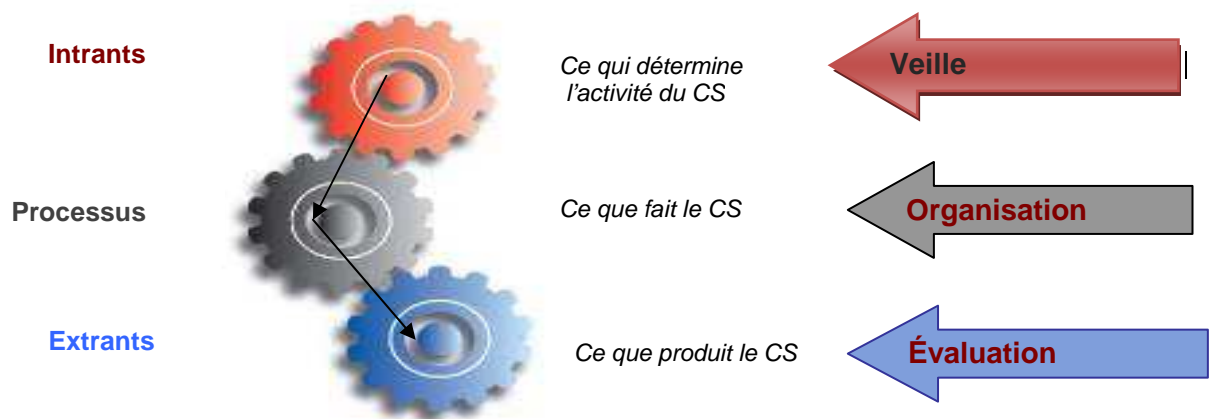 Intrants
Ce qui détermine
l'activité du CS
Veille
Processus
Ce que fait le CS
Organisation
Extrants
Ce que produit le CS
Évaluation